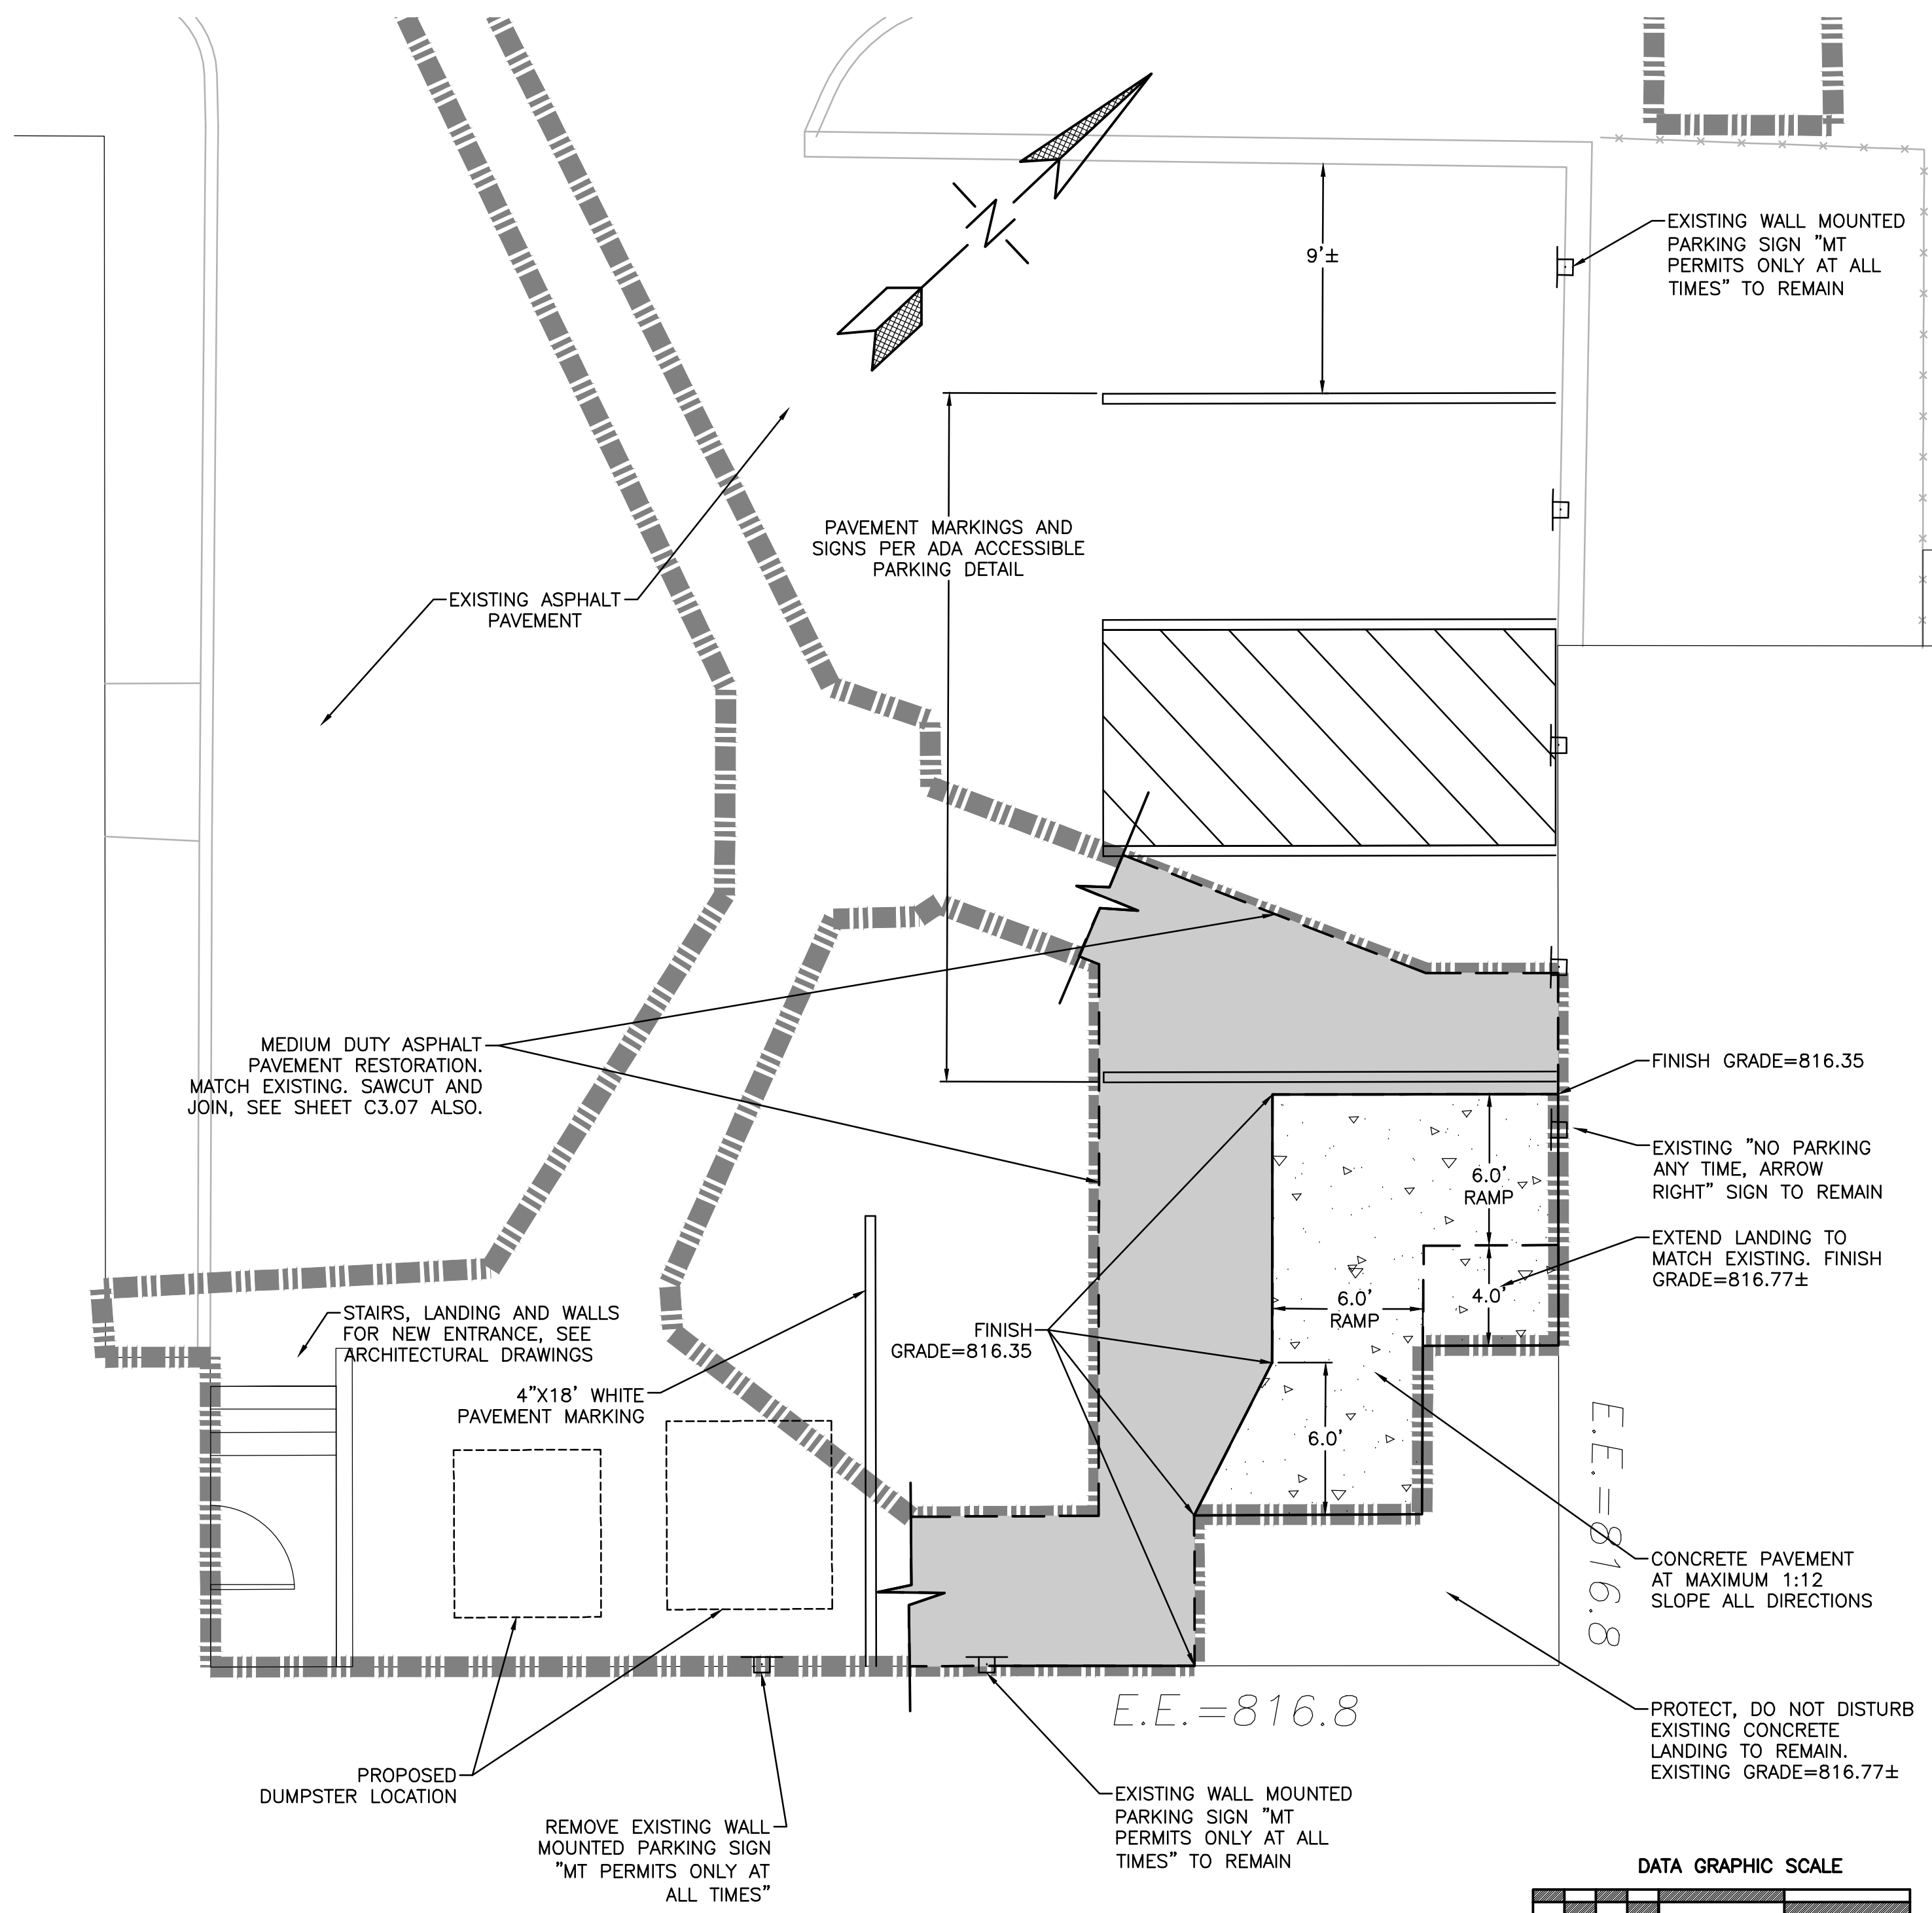 N
EXISTING WALL MOUNTED
PARKING SIGN "MT
PERMITS ONLY AT ALL
TIMES" TO REMAIN
9'±
PAVEMENT MARKINGS AND
SIGNS PER ADA ACCESSIBLE
PARKING DETAIL
EXISTING ASPHALT
PAVEMENT
MEDIUM DUTY ASPHALT
PAVEMENT RESTORATION.
MATCH EXISTING. SAWCUT AND
JOIN, SEE SHEET C3.07 ALSO.
FINISH GRADE=816.35
EXISTING "NO PARKING
ANY TIME, ARROW
RIGHT" SIGN TO REMAIN
6.0'
RAMP
EXTEND LANDING TO
MATCH EXISTING. FINISH
GRADE=816.77±
4.0'
6.0'
RAMP
STAIRS, LANDING AND WALLS
FOR NEW ENTRANCE, SEE
ARCHITECTURAL DRAWINGS
FINISH
GRADE=816.35
4"X18' WHITE
PAVEMENT MARKING
6.0'
E.E.=816.8
CONCRETE PAVEMENT
AT MAXIMUM 1:12
SLOPE ALL DIRECTIONS
E.E.=816.8
PROTECT, DO NOT DISTURB
EXISTING CONCRETE
LANDING TO REMAIN.
EXISTING GRADE=816.77±
PROPOSED
DUMPSTER LOCATION
EXISTING WALL MOUNTED
PARKING SIGN "MT
PERMITS ONLY AT ALL
TIMES" TO REMAIN
REMOVE EXISTING WALL
MOUNTED PARKING SIGN
"MT PERMITS ONLY AT
ALL TIMES"
DATA GRAPHIC SCALE